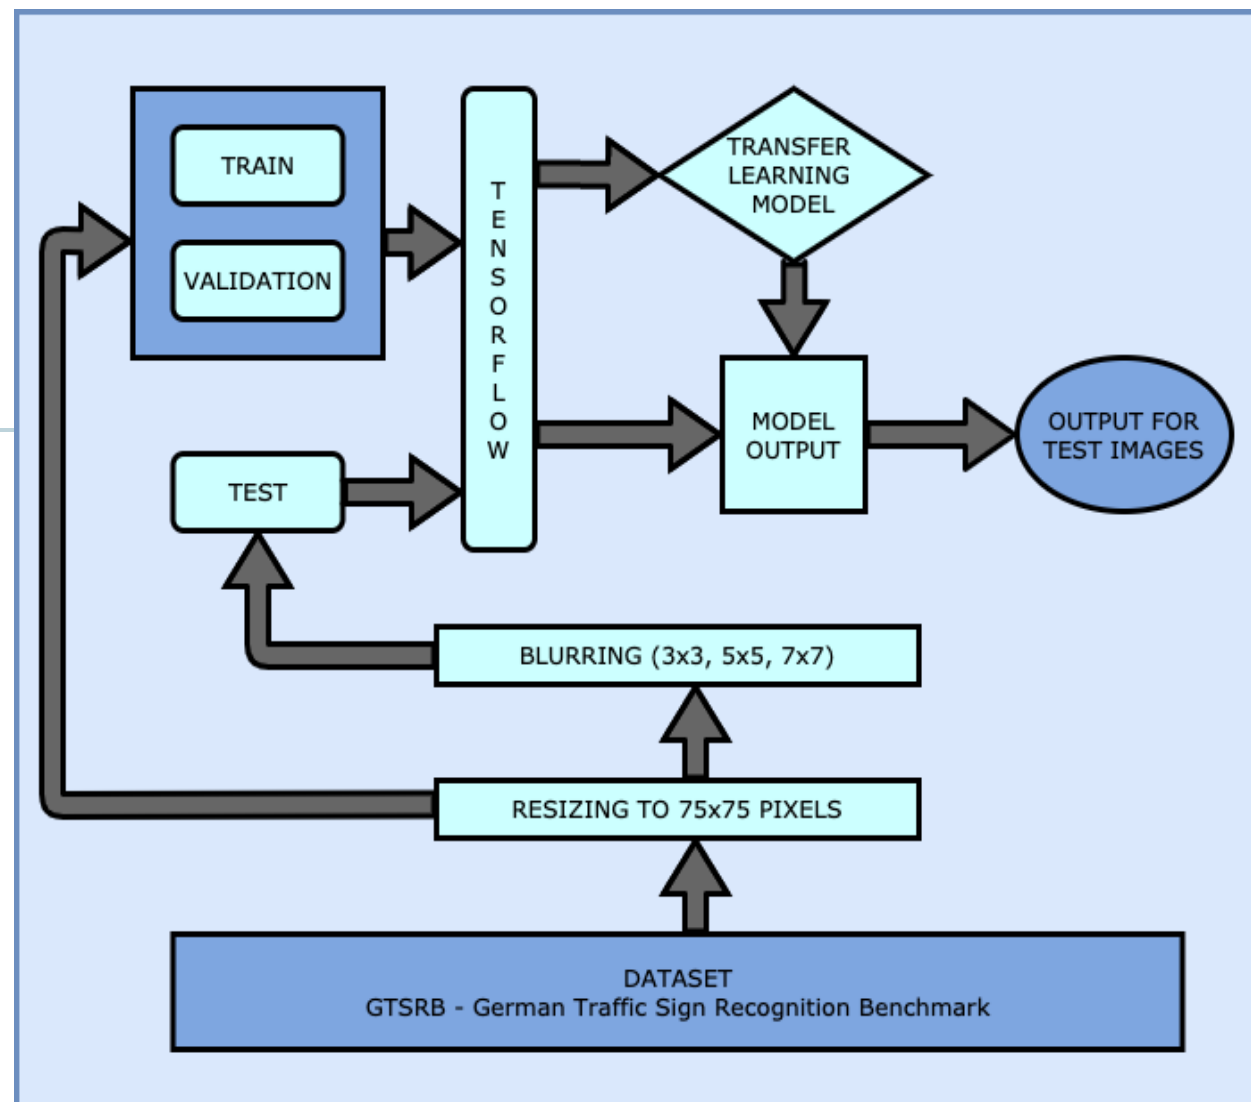 TRAIN
VALIDATION
TENSORFLOW
TRANSFER
LEARNING
MODEL
MODEL
OUTPUT
OUTPUT FOR
TEST IMAGES
TEST
BLURRING (3x3, 5x5, 7x7)
RESIZING TO 75x75 PIXELS
DATASET
GTSRB - German Traffic Sign Recognition Benchmark